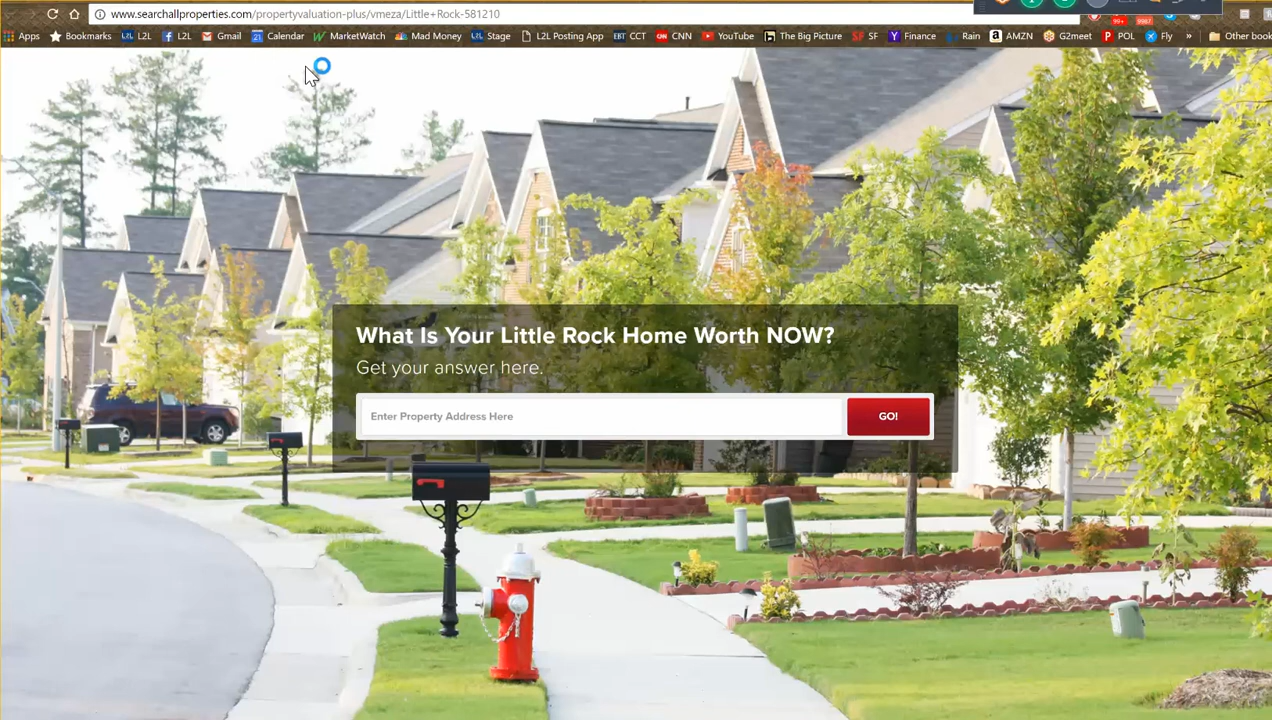 www.searchallproperties.com/propertyvaluation-plus/vmeza/Little+Rock-581210
Apps Bookmarks L2L L2L Gmail Calendar MarketWatch Mad Money Stage L2L Posting App EBT CCT CNN YouTube The Big Picture SF SF Finance Rain AMZN G2meet POL Fly » Other book
What Is Your Little Rock Home Worth NOW?
Get your answer here.
Enter Property Address Here
GO!